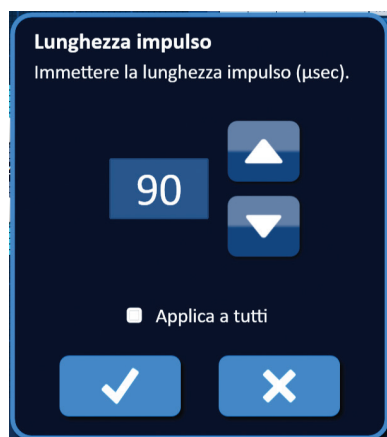 Lunghezza impulso
Immettere la lunghezza impulso (µsec).
90
Applica a tutti